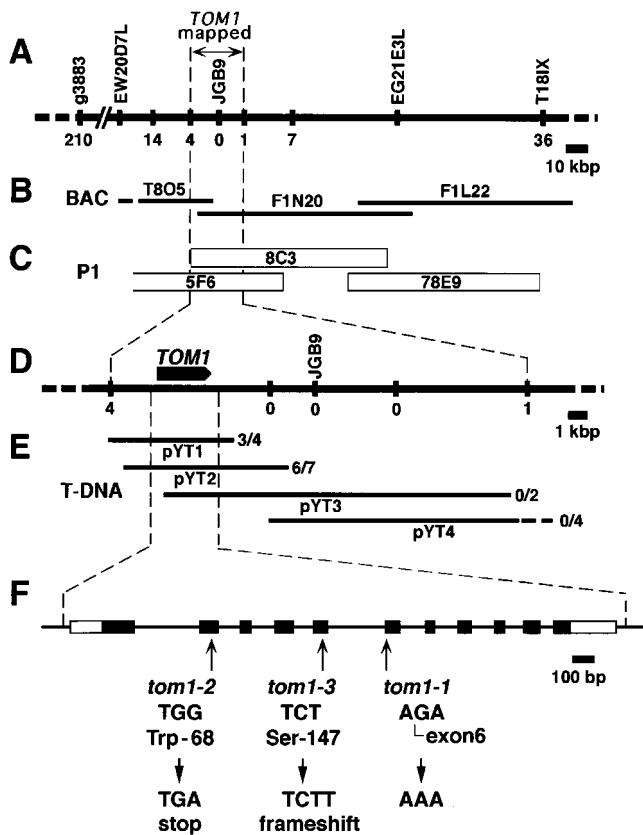 TOM1
mapped
A
g3883
EW20D7L
JGB9
EG21E3L
T18IX
210 14 4 0 1 7 36
10 kbp
B
BAC
T8O5
F1N20
F1L22
C
P1
8C3
5F6
78E9
D
TOM1
JGB9
4 0 0 0 1
1 kbp
E
T-DNA
pYT1 3/4
pYT2 6/7
pYT3 0/2
pYT4 0/4
F
100 bp
tom1-2 tom1-3 tom1-1
TGG TCT AGA
Trp-68 Ser-147 exon6
TGA TCTT AAA
stop frameshift